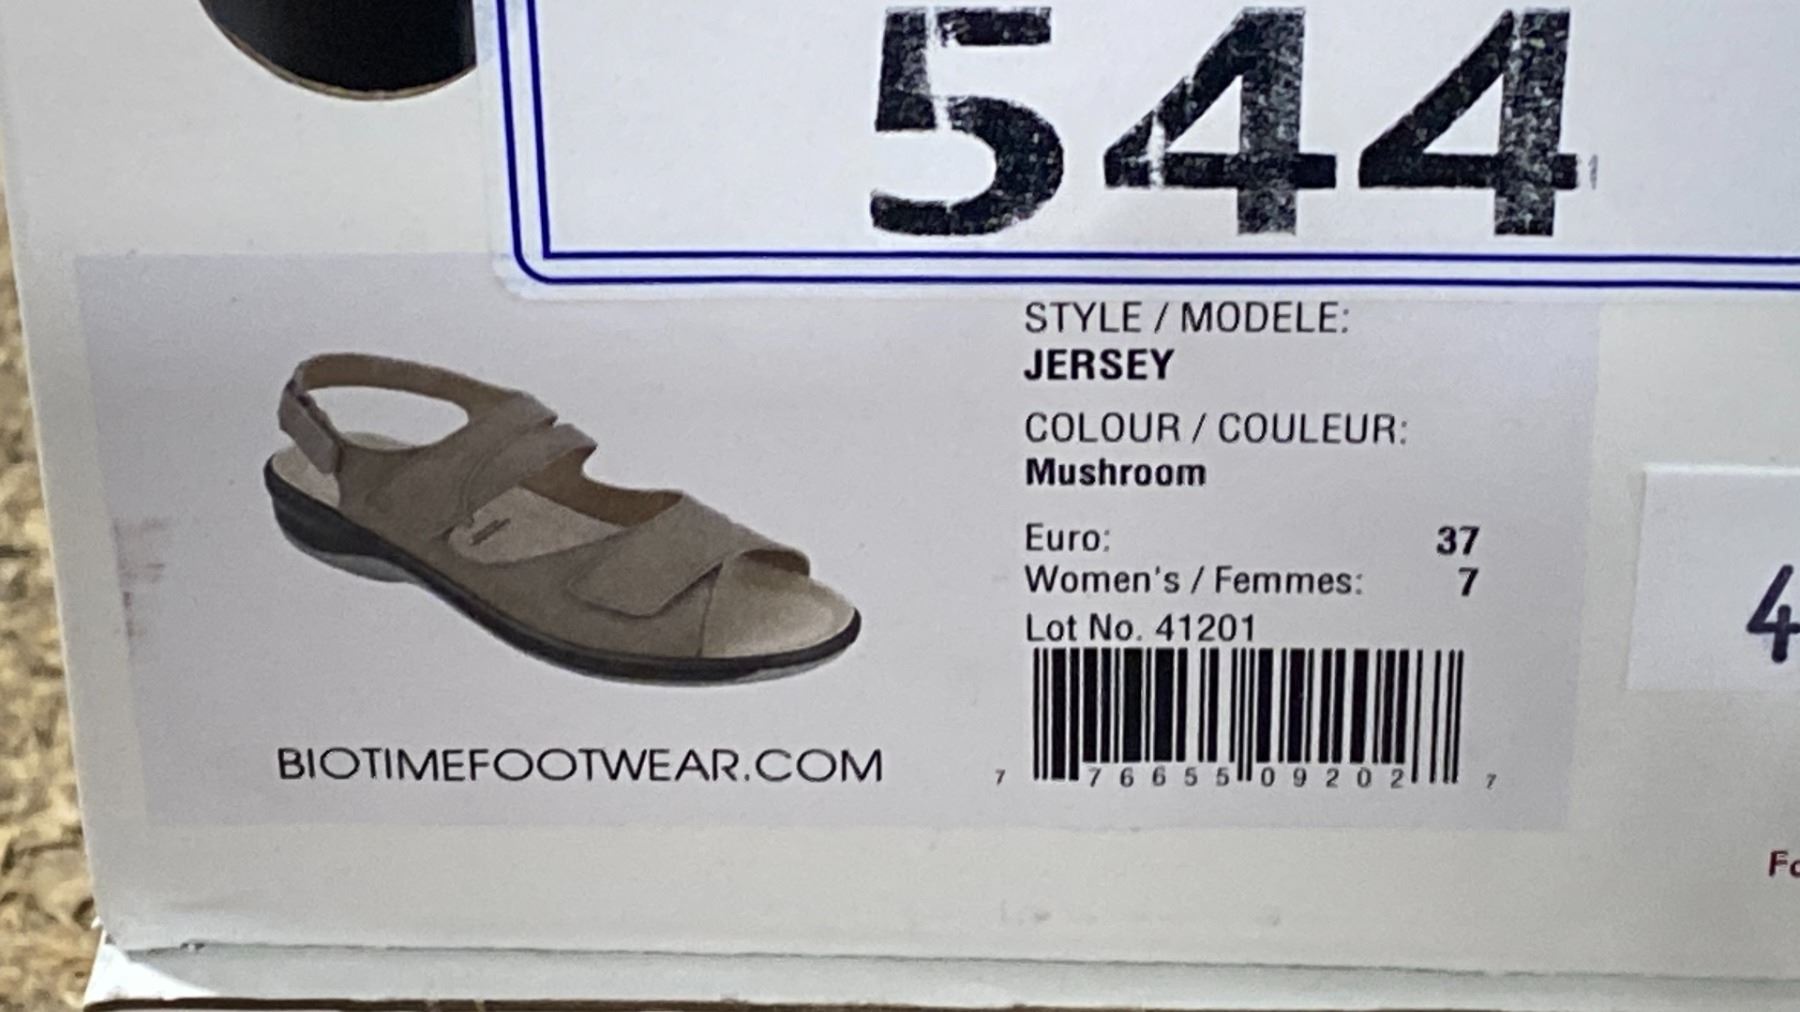 544
STYLE / MODELE:
JERSEY
COLOUR / COULEUR:
Mushroom
Euro: 37
Women's / Femmes: 7
Lot No. 41201
7 76655 09202 7
BIOTIMEFOOTWEAR.COM
4